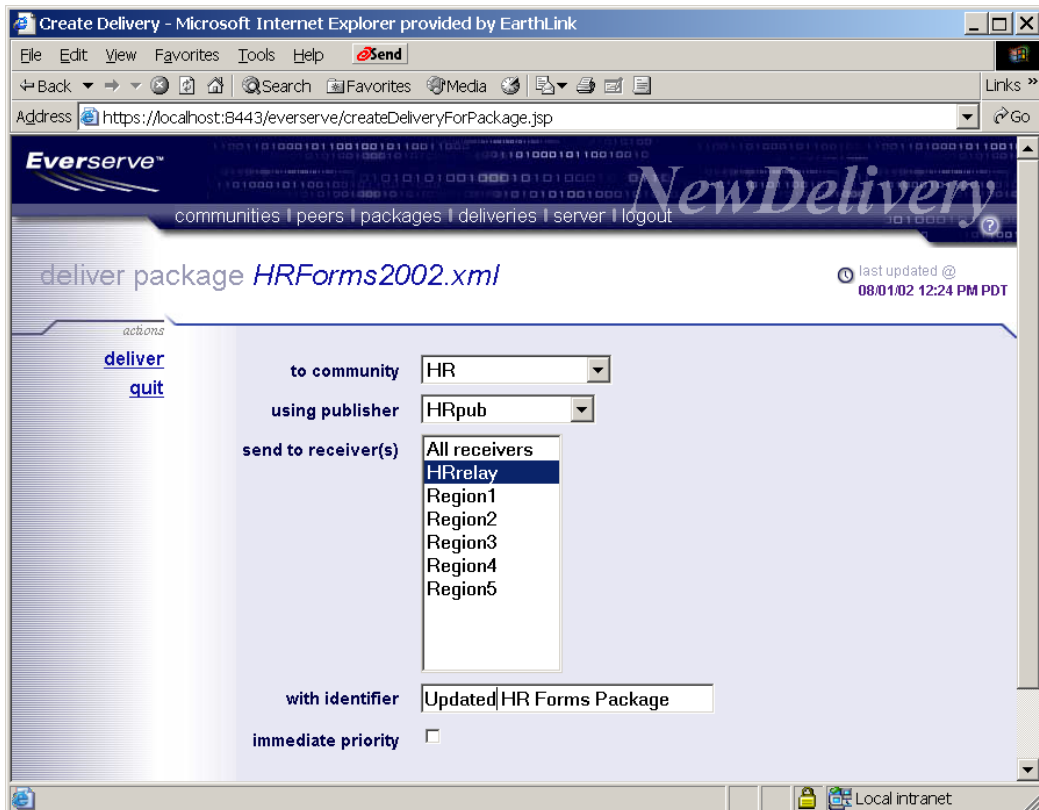 Create Delivery - Microsoft Internet Explorer provided by EarthLink
File Edit View Favorites Tools Help eSend
Back Search Favorites Media Links »
Address https://localhost:8443/everserve/createDeliveryForPackage.jsp Go
Everserve™
NewDelivery
communities | peers | packages | deliveries | server | logout
?
deliver package HRForms2002.xml
last updated @
08/01/02 12:24 PM PDT
actions
deliver
quit
to community HR
using publisher HRpub
send to receiver(s) All receivers
HRrelay
Region1
Region2
Region3
Region4
Region5
with identifier Updated HR Forms Package
immediate priority
Local intranet